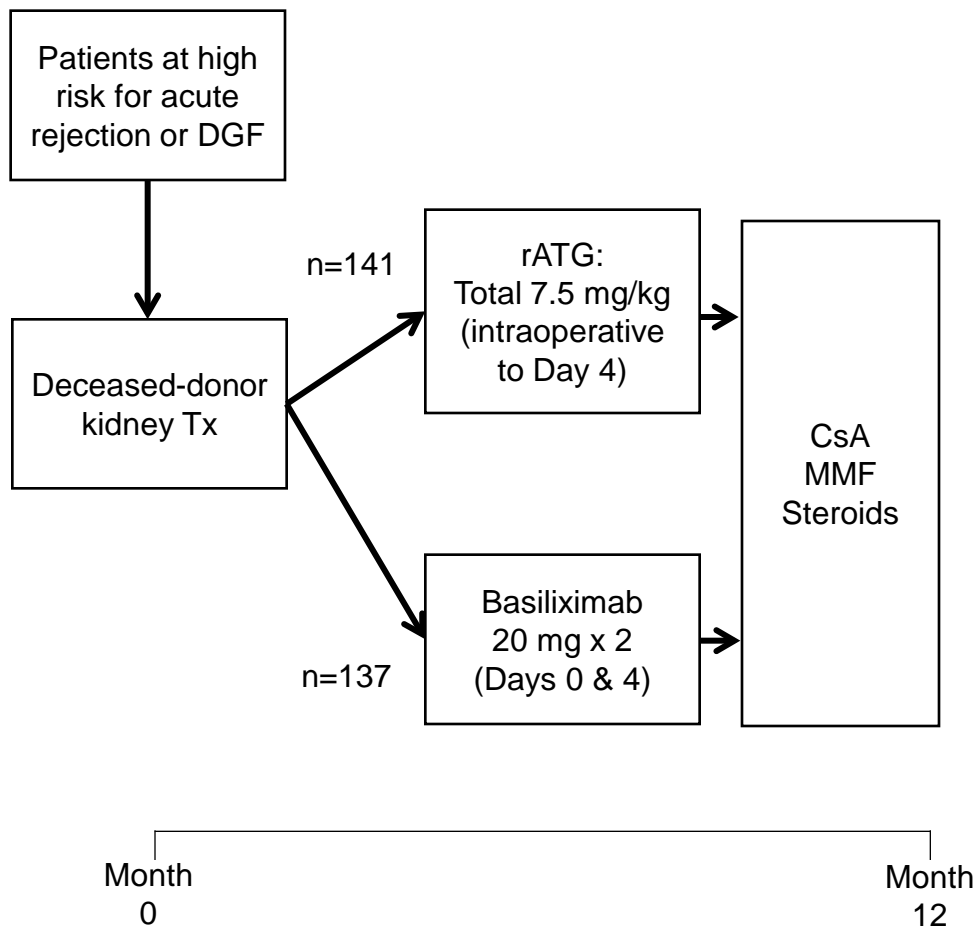 Patients at high
risk for acute
rejection or DGF
Deceased-donor
kidney Tx
n=141
rATG:
Total 7.5 mg/kg
(intraoperative
to Day 4)
n=137
Basiliximab
20 mg x 2
(Days 0 & 4)
CsA
MMF
Steroids
Month
0
Month
12